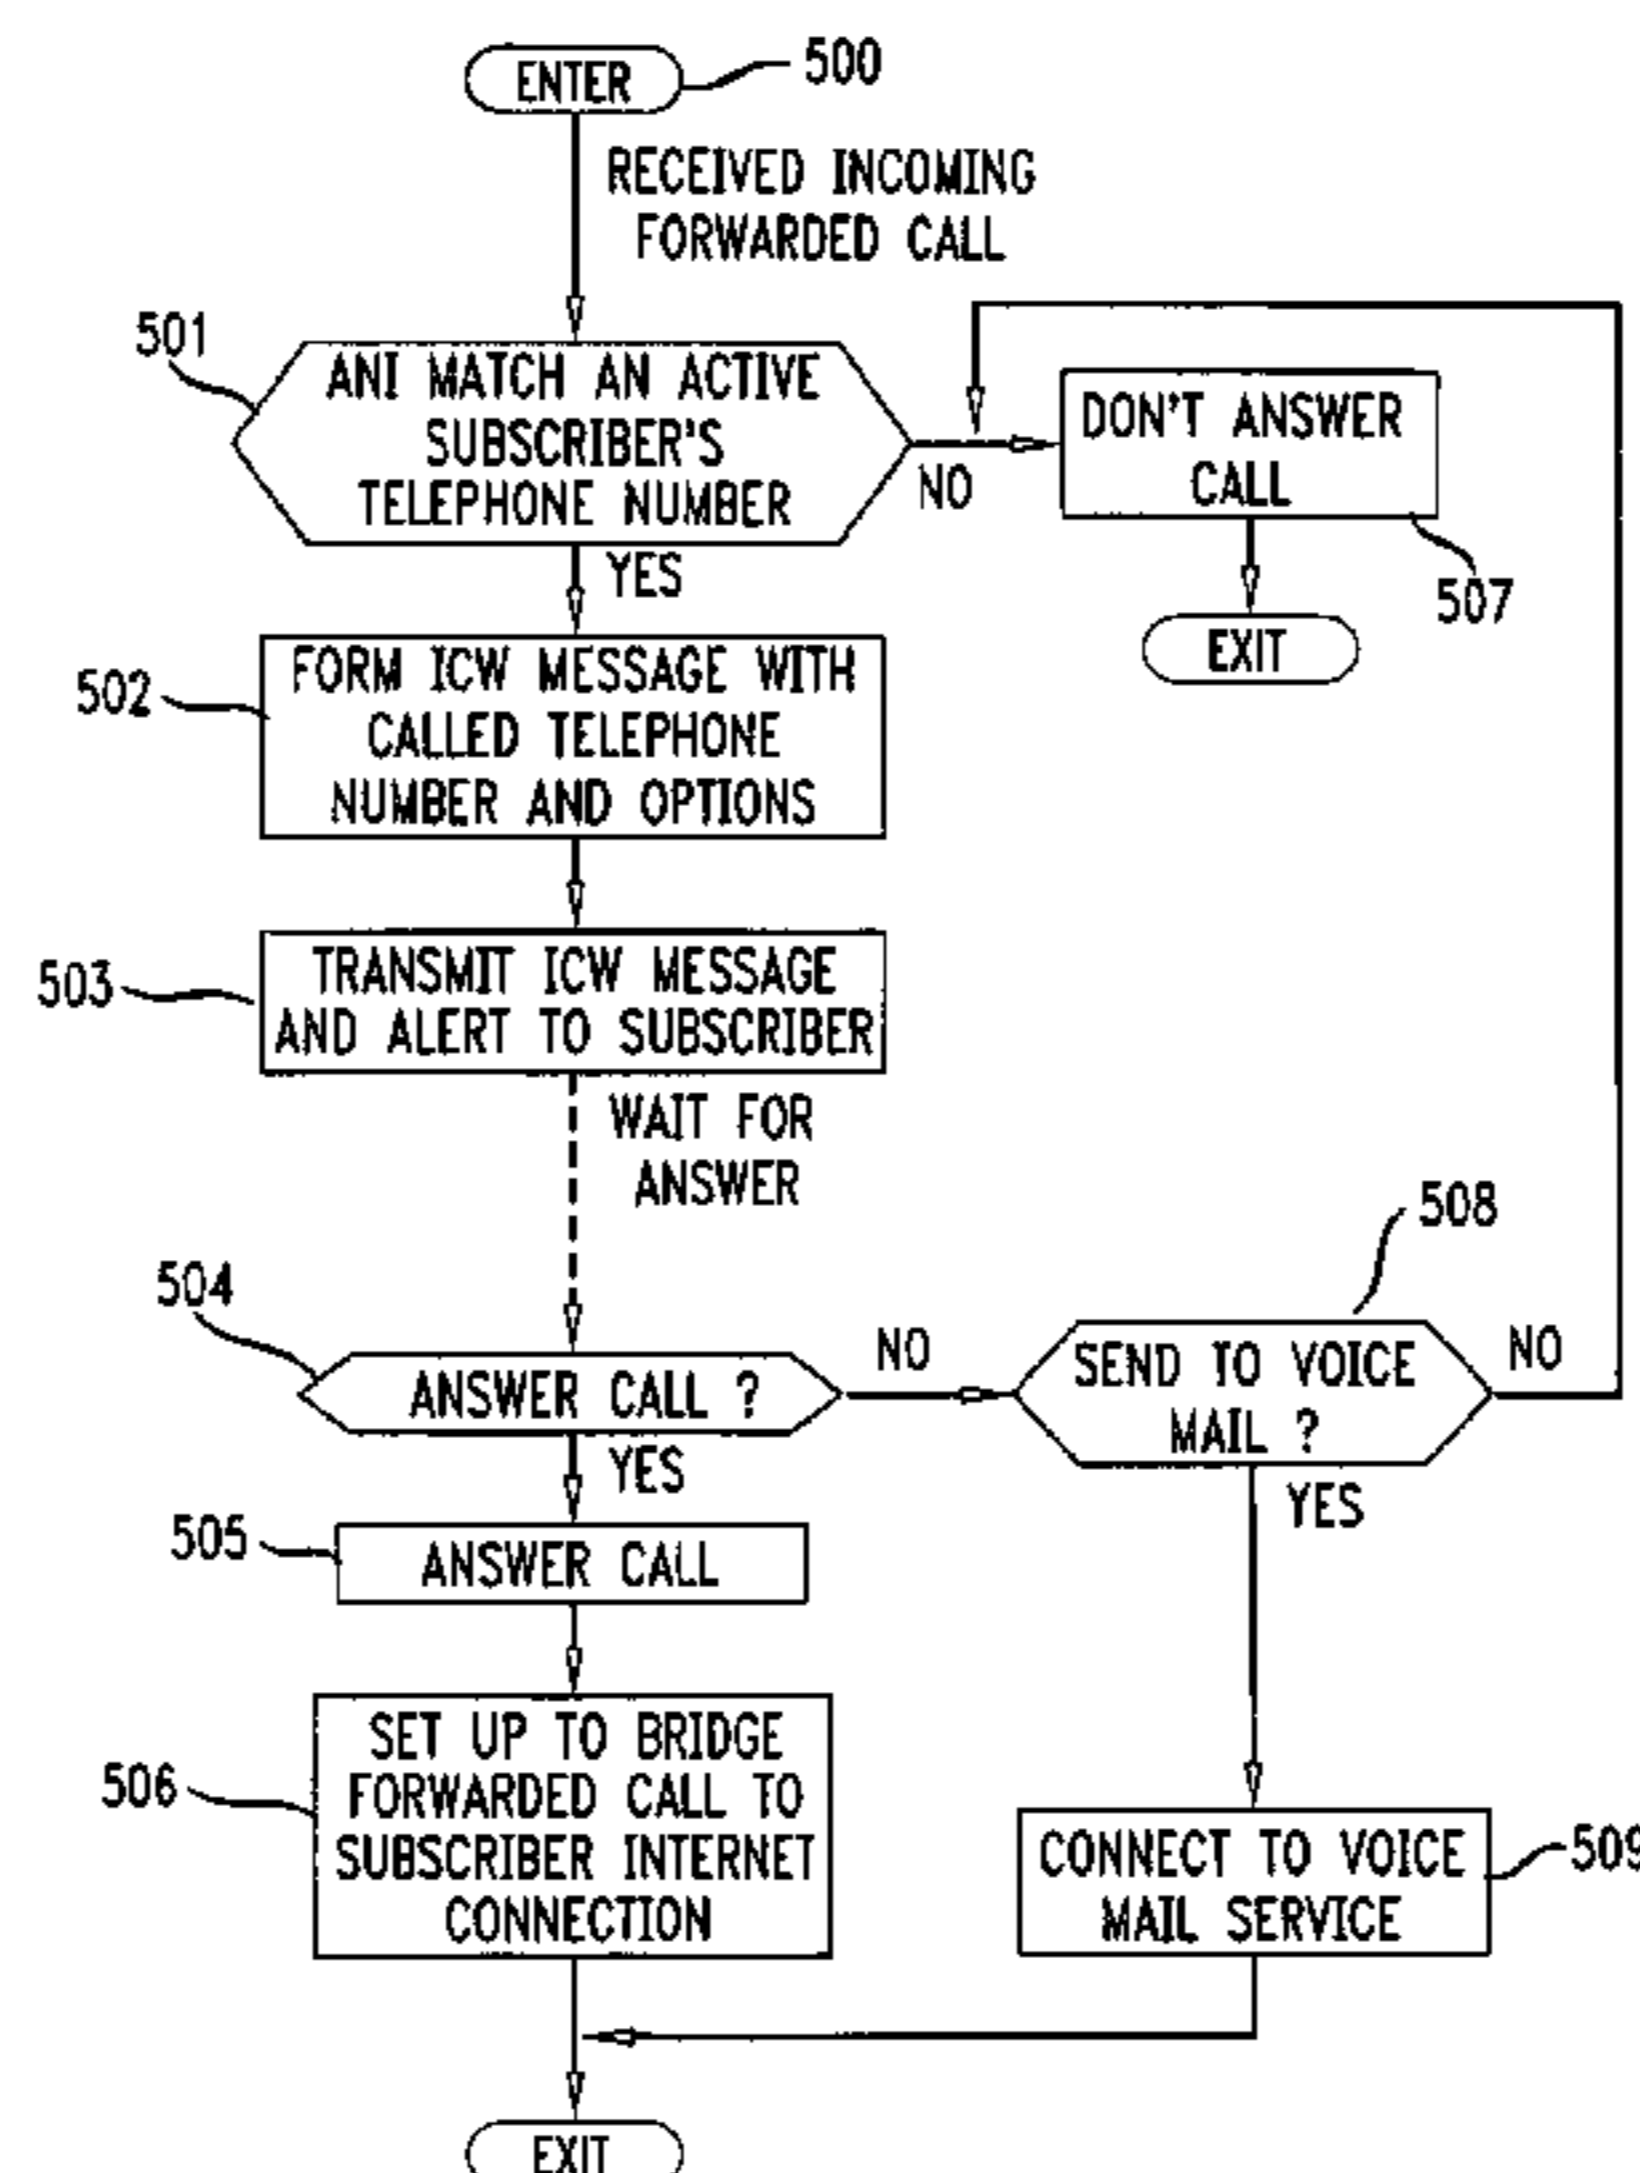 ENTER
500
RECEIVED INCOMING
FORWARDED CALL
501
ANI MATCH AN ACTIVE
SUBSCRIBER'S
TELEPHONE NUMBER
NO
DON'T ANSWER
CALL
507
EXIT
YES
502
FORM ICW MESSAGE WITH
CALLED TELEPHONE
NUMBER AND OPTIONS
503
TRANSMIT ICW MESSAGE
AND ALERT TO SUBSCRIBER
WAIT FOR
ANSWER
504
ANSWER CALL ?
NO
508
SEND TO VOICE
MAIL ?
NO
YES
YES
505
ANSWER CALL
506
SET UP TO BRIDGE
FORWARDED CALL TO
SUBSCRIBER INTERNET
CONNECTION
CONNECT TO VOICE
MAIL SERVICE
509
EXIT